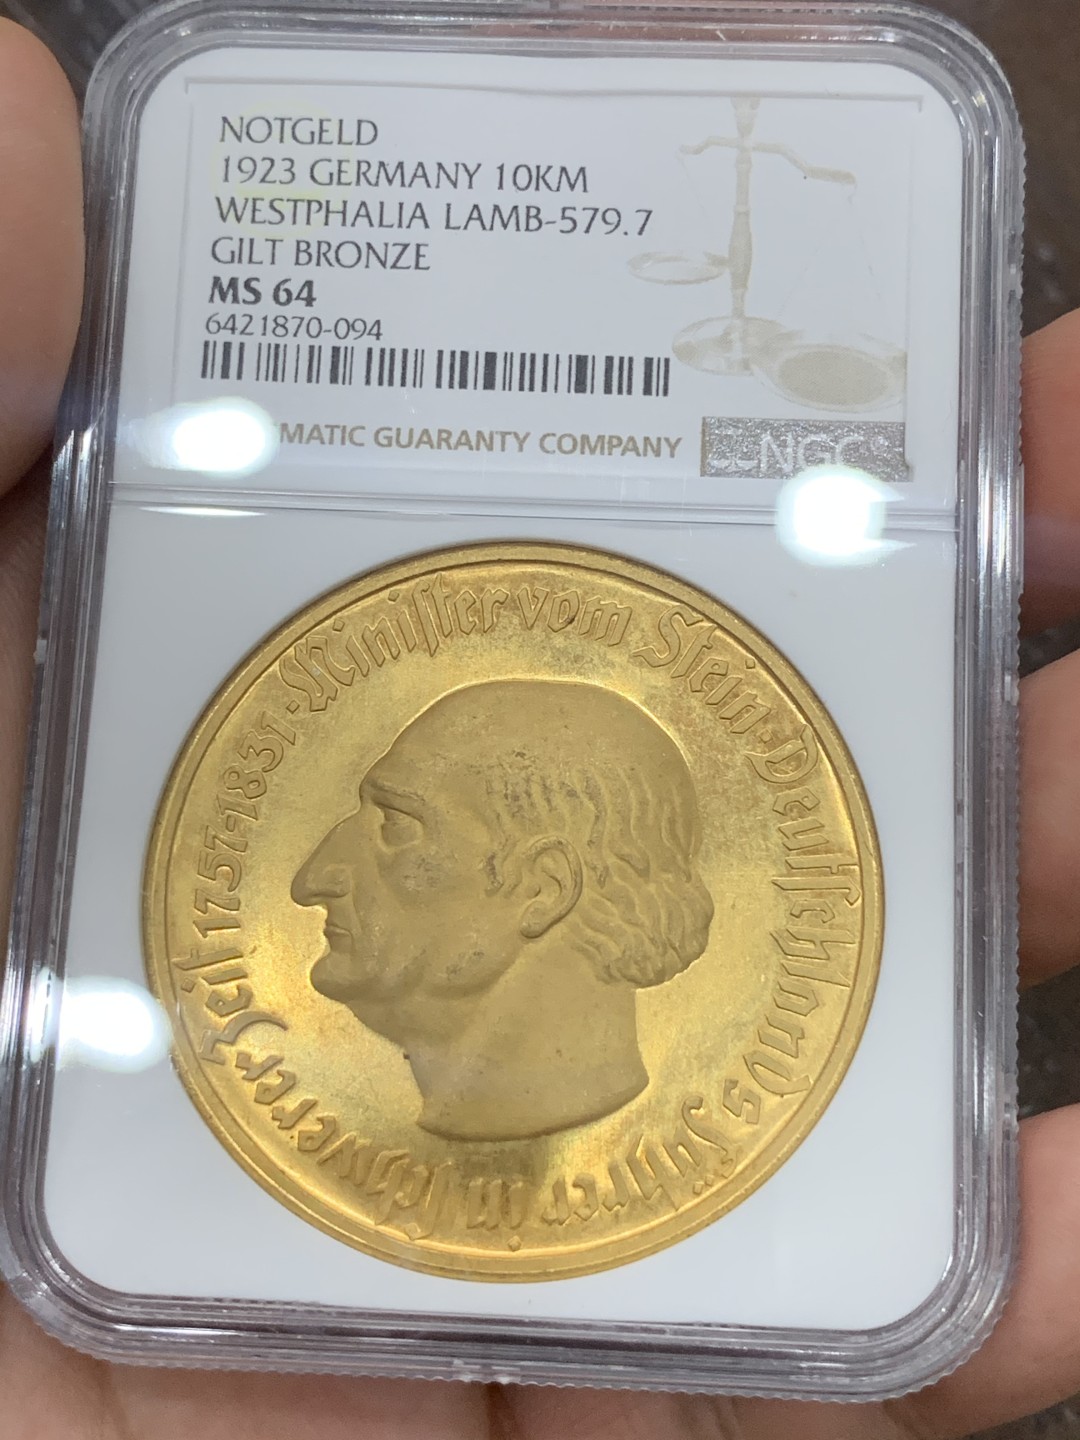 NOTGELD
1923 GERMANY 10KM
WESTPHALIA LAMB-579.7
GILT BRONZE
MS 64
6421870-094
MATIC GUARANTY COMPANY
NGC
Minister vom Stein · Deutschlands Führer in schwerer Zeit 1757-1831 ·